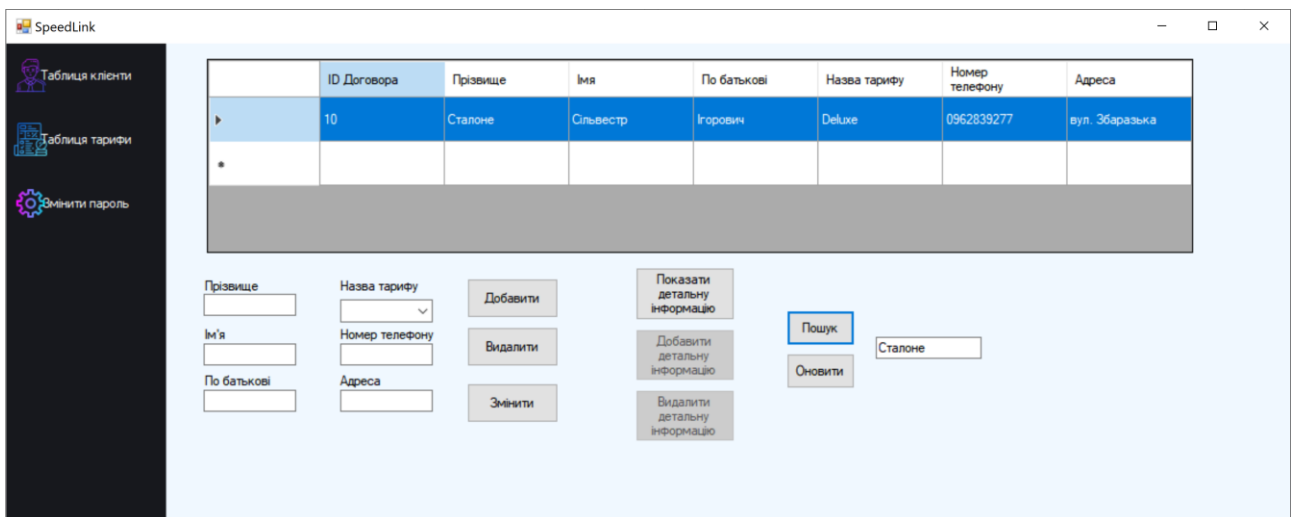 SpeedLink
Таблиця клієнти
Таблиця тарифи
Змінити пароль
ID Договора Прізвище Імя По батькові Назва тарифу Номер телефону Адреса
10 Сталоне Сільвестр Ігорович Deluxe 0962839277 вул. Збаразька
Прізвище
Ім'я
По батькові
Назва тарифу
Номер телефону
Адреса
Добавити
Видалити
Змінити
Показати
детальну
інформацію
Добавити
детальну
інформацію
Видалити
детальну
інформацію
Пошук
Оновити
Сталоне